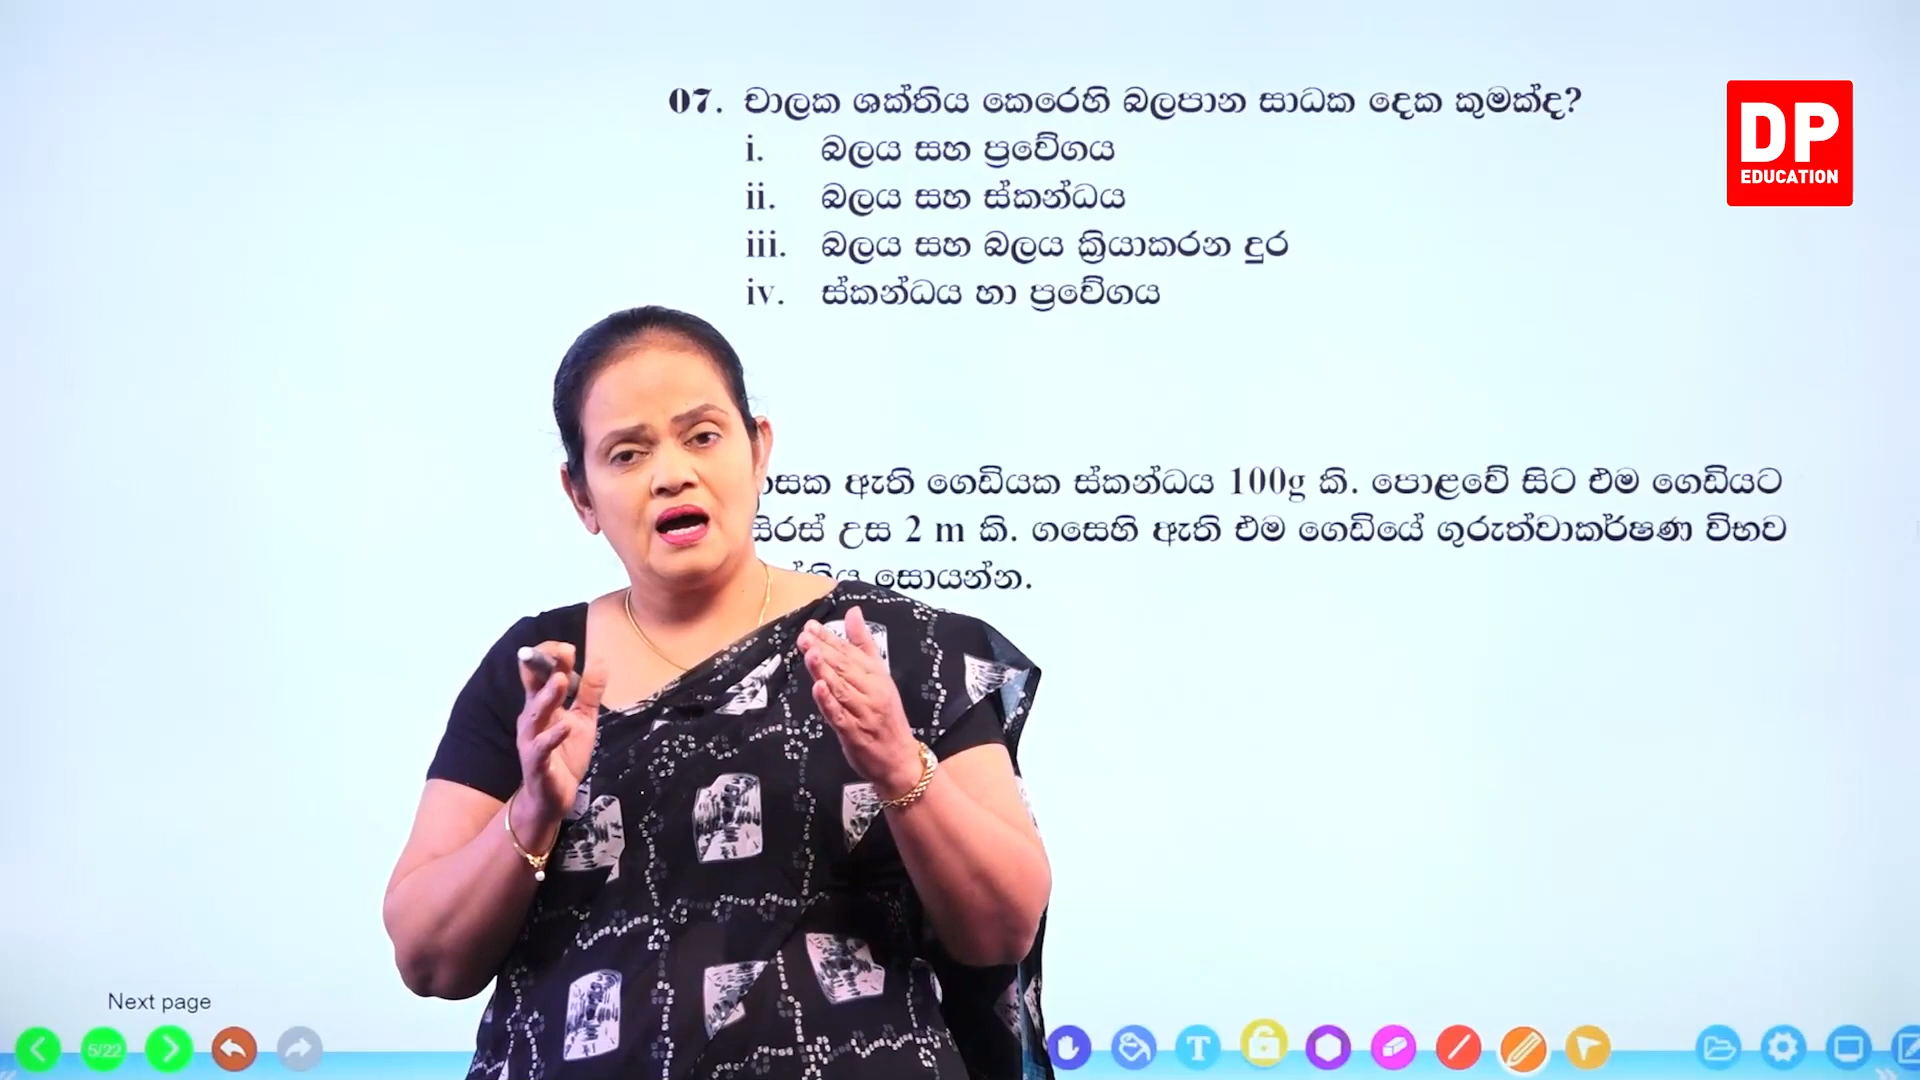 07. චාලක ශක්තිය කෙරෙහි බලපාන සාධක දෙක කුමක්ද?
i. බලය සහ ප්‍රවේගය
ii. බලය සහ ස්කන්ධය
iii. බලය සහ බලය ක්‍රියාකරන දුර
iv. ස්කන්ධය හා ප්‍රවේගය
DP
EDUCATION
ඇති ගෙඩියක ස්කන්ධය 100g කි. පොළවේ සිට එම ගෙඩියට
සිරස් උස 2 m කි. ගසෙහි ඇති එම ගෙඩියේ ගුරුත්වාකර්ෂණ විභව
සොයන්න.
Next page
5/22